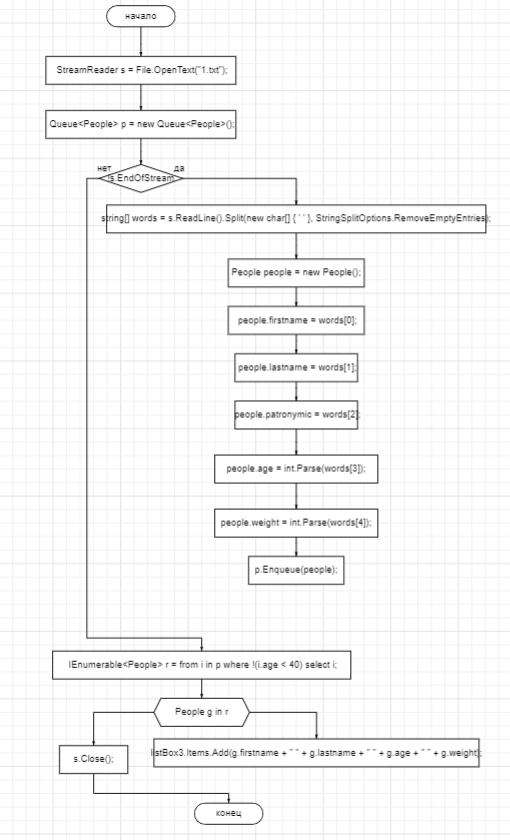 начало
StreamReader s = File.OpenText("1.txt");
Queue<People> p = new Queue<People>();
нет
да
!s.EndOfStream
string[] words = s.ReadLine().Split(new char[] { ' ' }, StringSplitOptions.RemoveEmptyEntries);
People people = new People();
people.firstname = words[0];
people.lastname = words[1];
people.patronymic = words[2];
people.age = int.Parse(words[3]);
people.weight = int.Parse(words[4]);
p.Enqueue(people);
IEnumerable<People> r = from i in p where !(i.age < 40) select i;
People g in r
listBox3.Items.Add(g.firstname + " " + g.lastname + " " + g.age + " " + g.weight);
s.Close();
конец